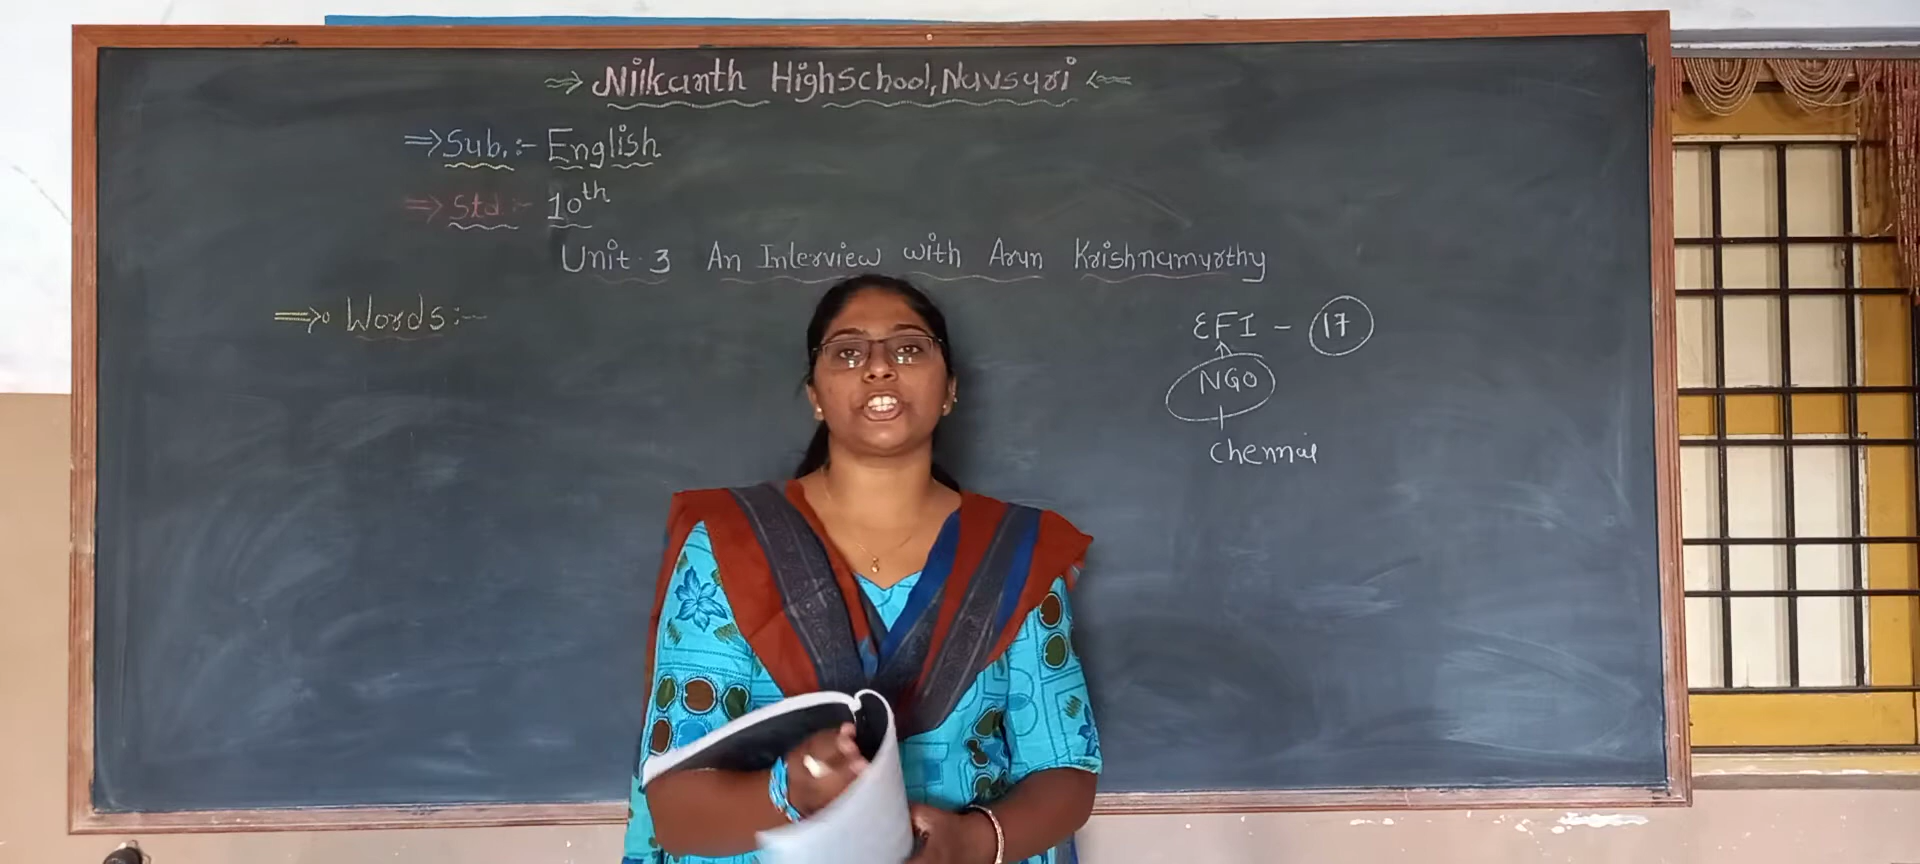 ⇒ Nilkanth Highschool, Navsari ⇐
⇒ Sub. :- English
⇒ Std :- 10th
Unit 3 An Interview with Arun Krishnamurthy
⇒ Words :-
EFI - 17
NGO
Chennai